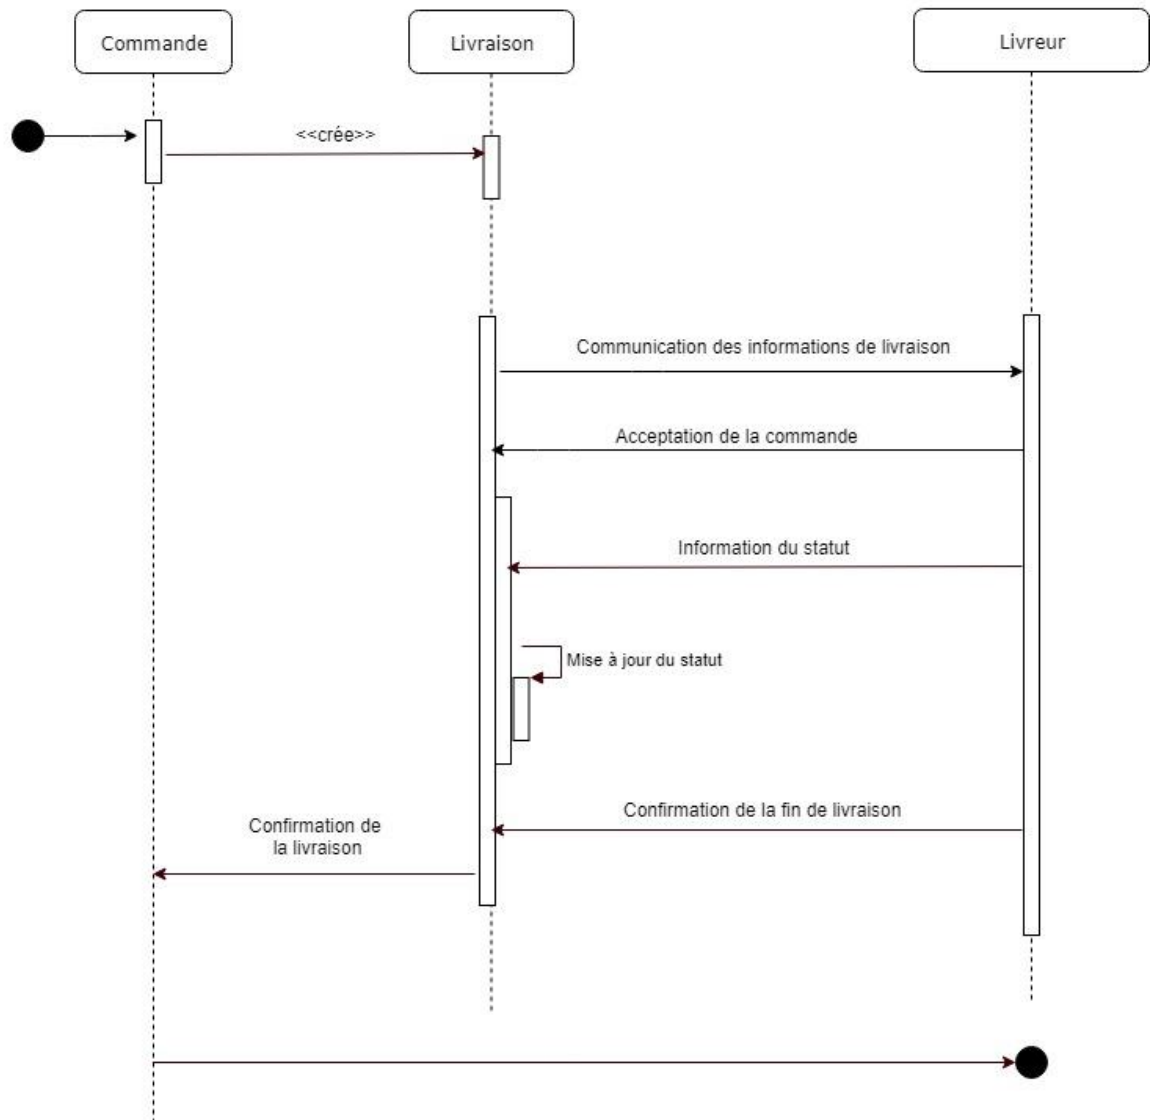 Commande
Livraison
Livreur
<<crée>>
Communication des informations de livraison
Acceptation de la commande
Information du statut
Mise à jour du statut
Confirmation de la fin de livraison
Confirmation de
la livraison